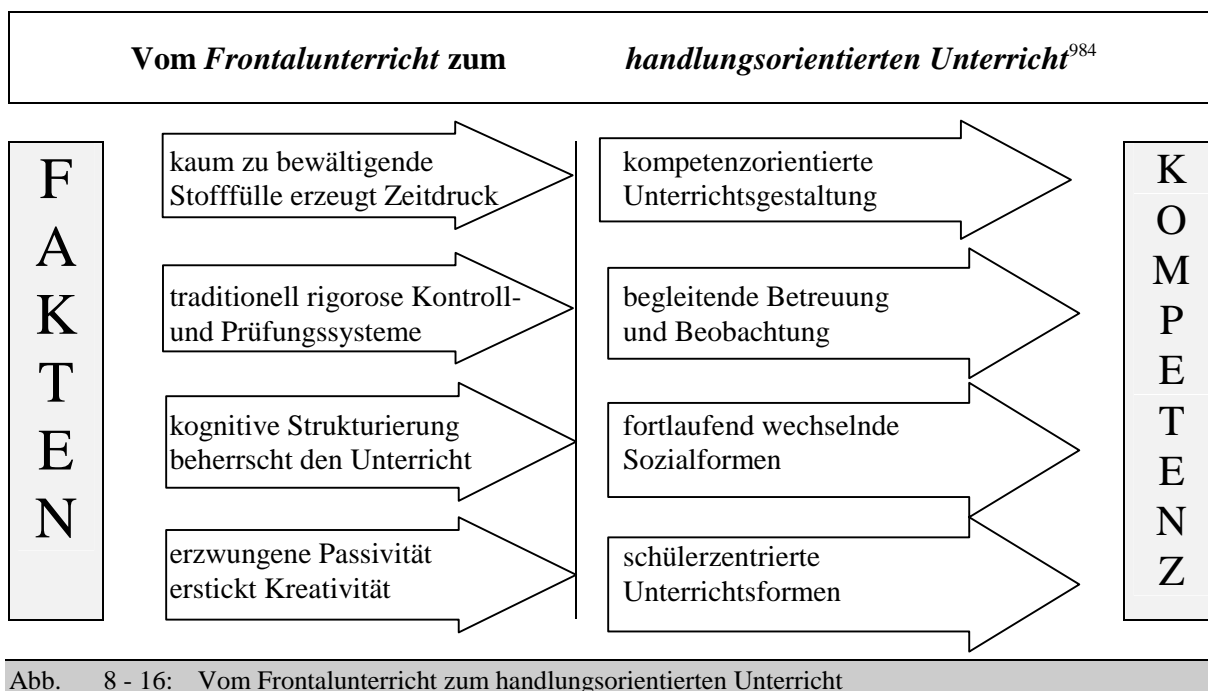 Vom Frontalunterricht zum handlungsorientierten Unterricht984
FAKTEN
kaum zu bewältigende
Stofffülle erzeugt Zeitdruck
kompetenzorientierte
Unterrichtsgestaltung
traditionell rigorose Kontroll-
und Prüfungssysteme
begleitende Betreuung
und Beobachtung
kognitive Strukturierung
beherrscht den Unterricht
fortlaufend wechselnde
Sozialformen
erzwungene Passivität
erstickt Kreativität
schülerzentrierte
Unterrichtsformen
KOMPETENZ
Abb. 8 - 16: Vom Frontalunterricht zum handlungsorientierten Unterricht